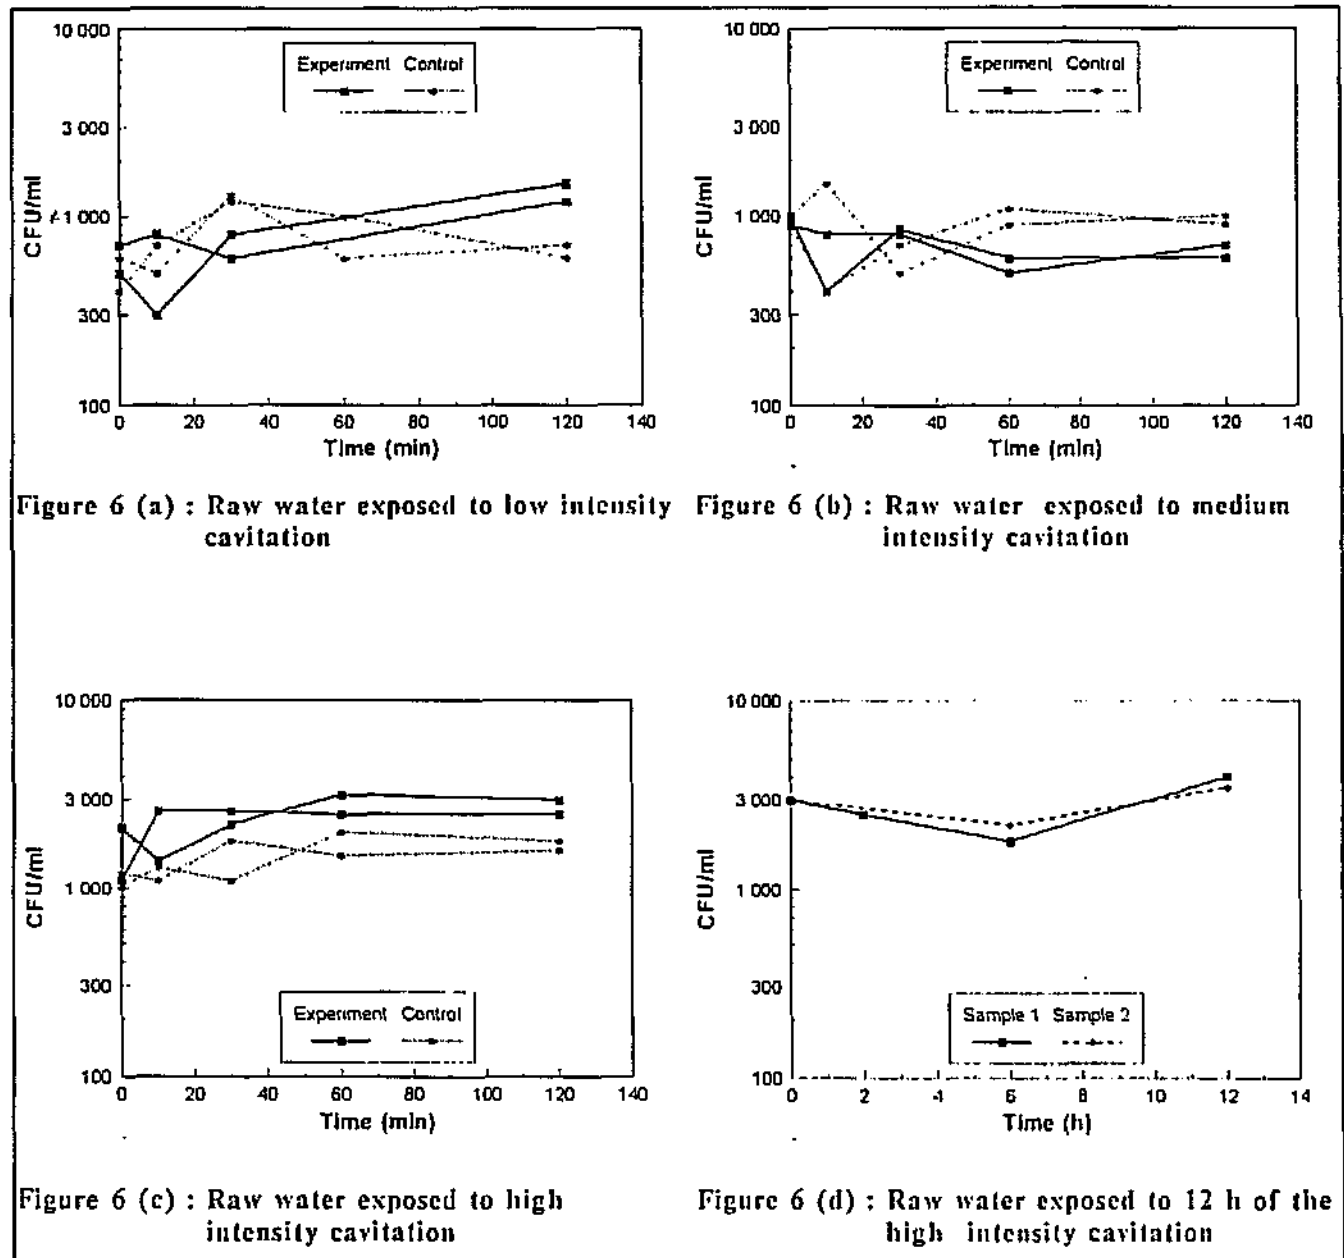 10 000
3 000
1 000
300
100
CFU/ml
Experiment Control
0 20 40 60 80 100 120 140
Time (min)
Figure 6 (a) : Raw water exposed to low intensity
cavitation
10 000
3 000
1 000
300
100
CFU/ml
Experiment Control
0 20 40 60 80 100 120 140
Time (min)
Figure 6 (b) : Raw water exposed to medium
intensity cavitation
10 000
3 000
1 000
300
100
CFU/ml
Experiment Control
0 20 40 60 80 100 120 140
Time (min)
Figure 6 (c) : Raw water exposed to high
intensity cavitation
10 000
3 000
1 000
300
100
CFU/ml
Sample 1 Sample 2
0 2 4 6 8 10 12 14
Time (h)
Figure 6 (d) : Raw water exposed to 12 h of the
high intensity cavitation